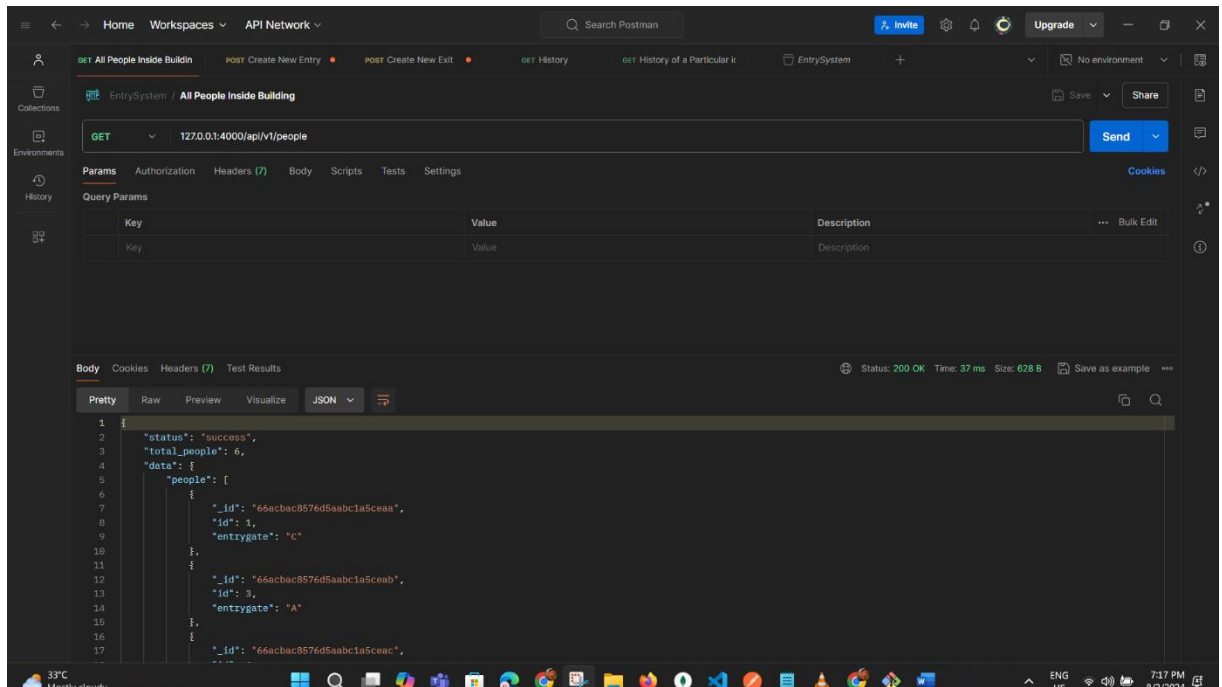 Home Workspaces API Network Search Postman Invite Upgrade
GET All People Inside Buildin POST Create New Entry POST Create New Exit GET History GET History of a Particular ic EntrySystem + No environment
Collections
Environments
History
EntrySystem / All People Inside Building Save Share
GET 127.0.0.1:4000/api/v1/people Send
Params Authorization Headers (7) Body Scripts Tests Settings Cookies
Query Params
Key Value Description ••• Bulk Edit
Key Value Description
Body Cookies Headers (7) Test Results Status: 200 OK Time: 37 ms Size: 628 B Save as example
Pretty Raw Preview Visualize JSON
1 {
2 "status": "success",
3 "total_people": 6,
4 "data": {
5 "people": [
6 {
7 "_id": "66acbac8576d5aabc1a5ceaa",
8 "id": 1,
9 "entrygate": "C"
10 },
11 {
12 "_id": "66acbac8576d5aabc1a5ceab",
13 "id": 3,
14 "entrygate": "A"
15 },
16 {
17 "_id": "66acbac8576d5aabc1a5ceac",
33°C ENG 7:17 PM